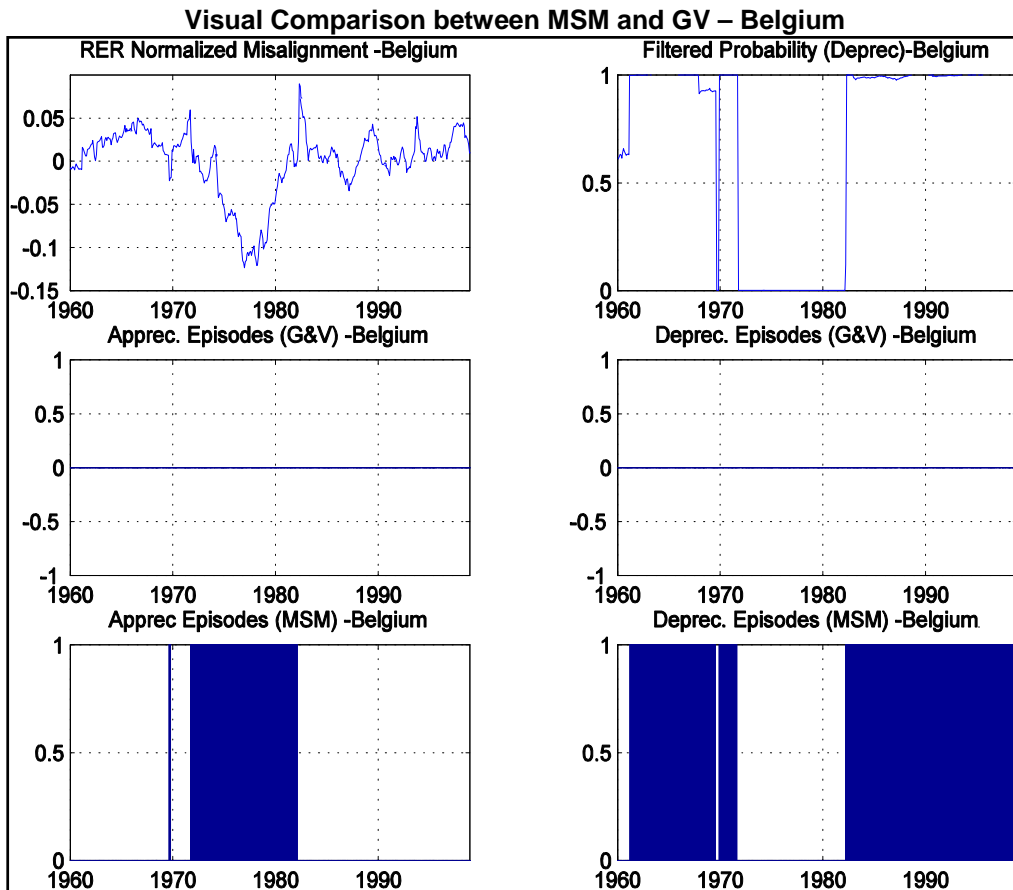 Visual Comparison between MSM and GV – Belgium
RER Normalized Misalignment -Belgium
0.05
0
-0.05
-0.1
-0.15
1960 1970 1980 1990
Filtered Probability (Deprec)-Belgium
1
0.5
0
1960 1970 1980 1990
Apprec. Episodes (G&V) -Belgium
1
0.5
0
-0.5
-1
1960 1970 1980 1990
Deprec. Episodes (G&V) -Belgium
1
0.5
0
-0.5
-1
1960 1970 1980 1990
Apprec Episodes (MSM) -Belgium
1
0.5
0
1960 1970 1980 1990
Deprec. Episodes (MSM) -Belgium
1
0.5
0
1960 1970 1980 1990